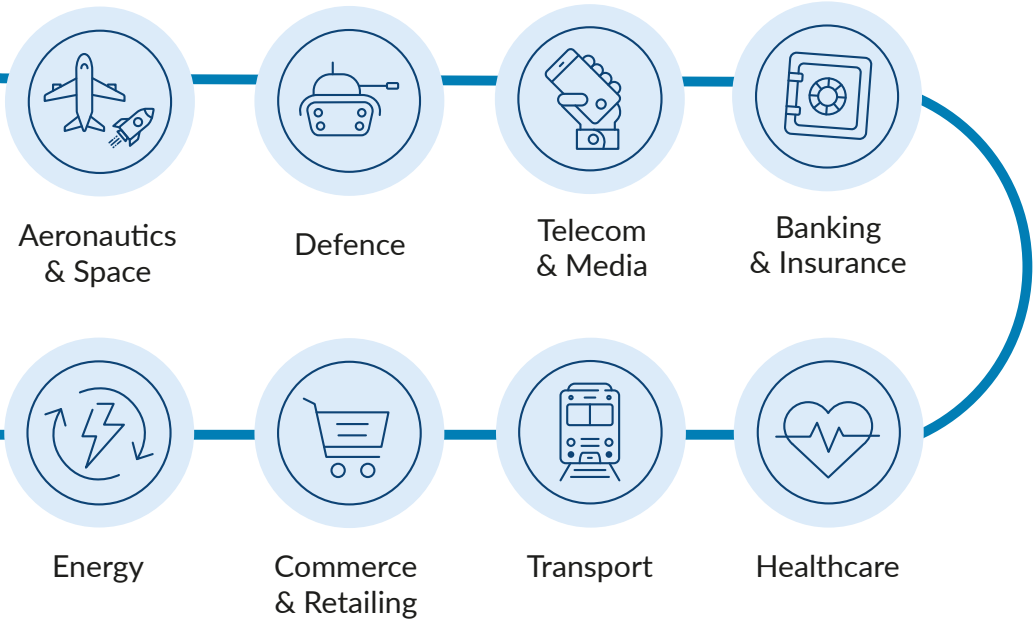 Aeronautics
& Space
Defence
Telecom
& Media
Banking
& Insurance
Energy
Commerce
& Retailing
Transport
Healthcare